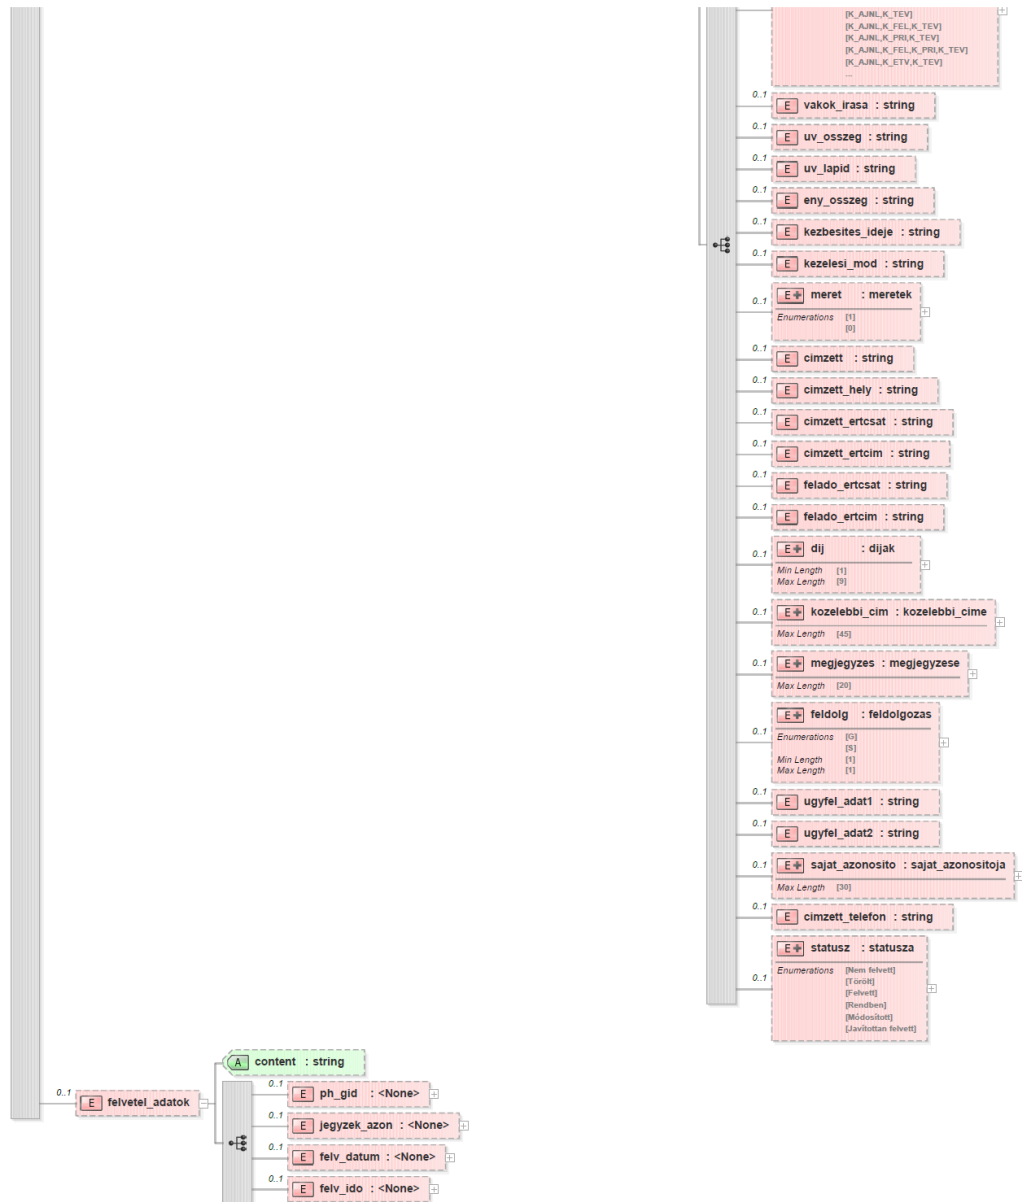 [K_AJNL,K_TEV]
[K_AJNL,K_FEL,K_TEV]
[K_AJNL,K_PRI,K_TEV]
[K_AJNL,K_FEL,K_PRI,K_TEV]
[K_AJNL,K_ETV,K_TEV]
...
0..1
E vakok_irasa : string
0..1
E uv_osszeg : string
0..1
E uv_lapid : string
0..1
E eny_osszeg : string
0..1
E kezbesites_ideje : string
0..1
E kezelesi_mod : string
0..1
E meret : meretek
Enumerations [1]
[0]
0..1
E cimzett : string
0..1
E cimzett_hely : string
0..1
E cimzett_ertcsat : string
0..1
E cimzett_ertcim : string
0..1
E felado_ertcsat : string
0..1
E felado_ertcim : string
0..1
E dij : dijak
Min Length [1]
Max Length [9]
0..1
E kozelebbi_cim : kozelebbi_cime
Max Length [45]
0..1
E megjegyzes : megjegyzese
Max Length [20]
0..1
E feldolg : feldolgozas
Enumerations [G]
[S]
Min Length [1]
Max Length [1]
0..1
E ugyfel_adat1 : string
0..1
E ugyfel_adat2 : string
0..1
E sajat_azonosito : sajat_azonositoja
Max Length [30]
0..1
E cimzett_telefon : string
0..1
E statusz : statusza
Enumerations [Nem felvett]
[Törölt]
[Felvett]
[Rendben]
[Módosított]
[Javítottan felvett]
0..1
E felvetel_adatok
A content : string
0..1
E ph_gid : <None>
0..1
E jegyzek_azon : <None>
0..1
E felv_datum : <None>
0..1
E felv_ido : <None>